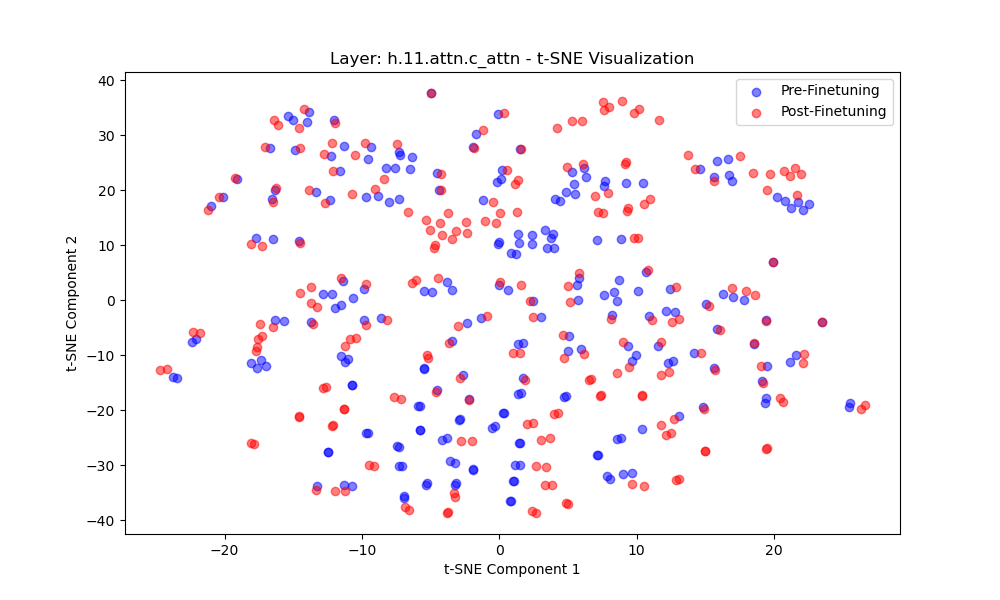 Layer: h.11.attn.c_attn - t-SNE Visualization
Pre-Finetuning
Post-Finetuning
t-SNE Component 2
40
30
20
10
0
−10
−20
−30
−40
−20
−10
0
10
20
t-SNE Component 1